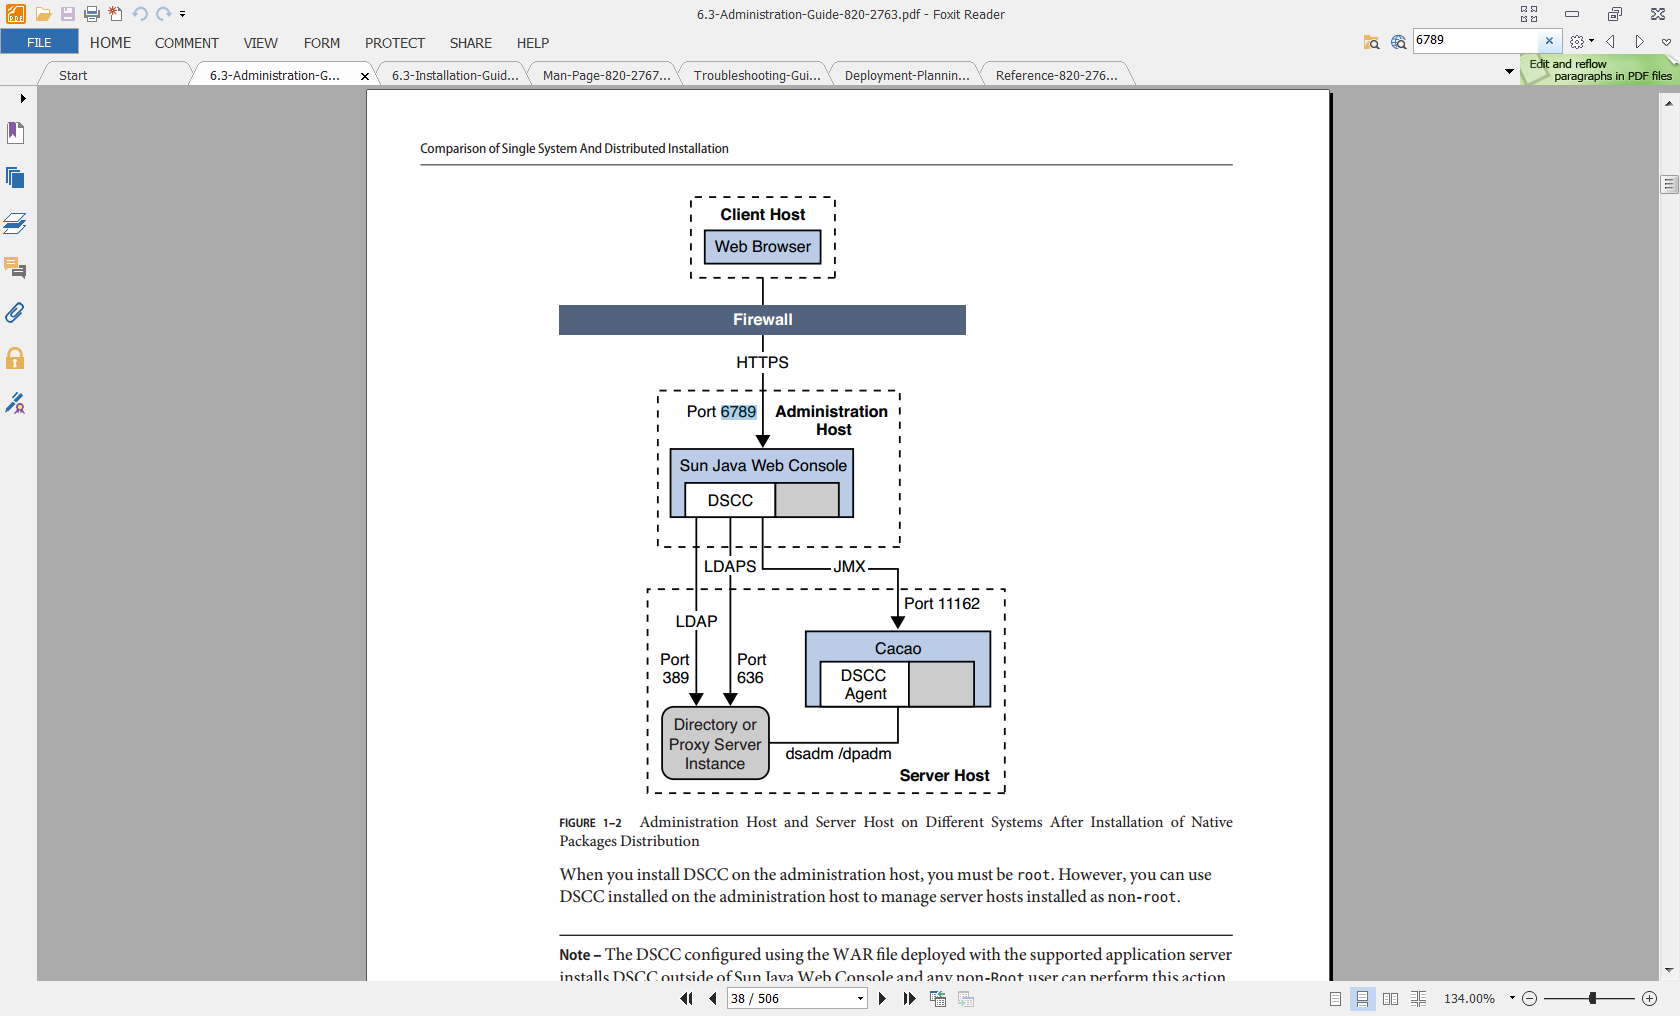 6.3-Administration-Guide-820-2763.pdf - Foxit Reader
FILE HOME COMMENT VIEW FORM PROTECT SHARE HELP
6789
Start
6.3-Administration-G...
6.3-Installation-Guid...
Man-Page-820-2767...
Troubleshooting-Gui...
Deployment-Plannin...
Reference-820-276...
Edit and reflow
paragraphs in PDF files
Comparison of Single System And Distributed Installation
Client Host
Web Browser
Firewall
HTTPS
Port 6789
Administration
Host
Sun Java Web Console
DSCC
LDAPS
JMX
Port 11162
LDAP
Cacao
Port
389
Port
636
DSCC
Agent
Directory or
Proxy Server
Instance
dsadm /dpadm
Server Host
FIGURE 1–2 Administration Host and Server Host on Different Systems After Installation of Native
Packages Distribution
When you install DSCC on the administration host, you must be root. However, you can use
DSCC installed on the administration host to manage server hosts installed as non-root.
Note – The DSCC configured using the WAR file deployed with the supported application server
installs DSCC outside of Sun Java Web Console and any non-Root user can perform this action
38 / 506
134.00%